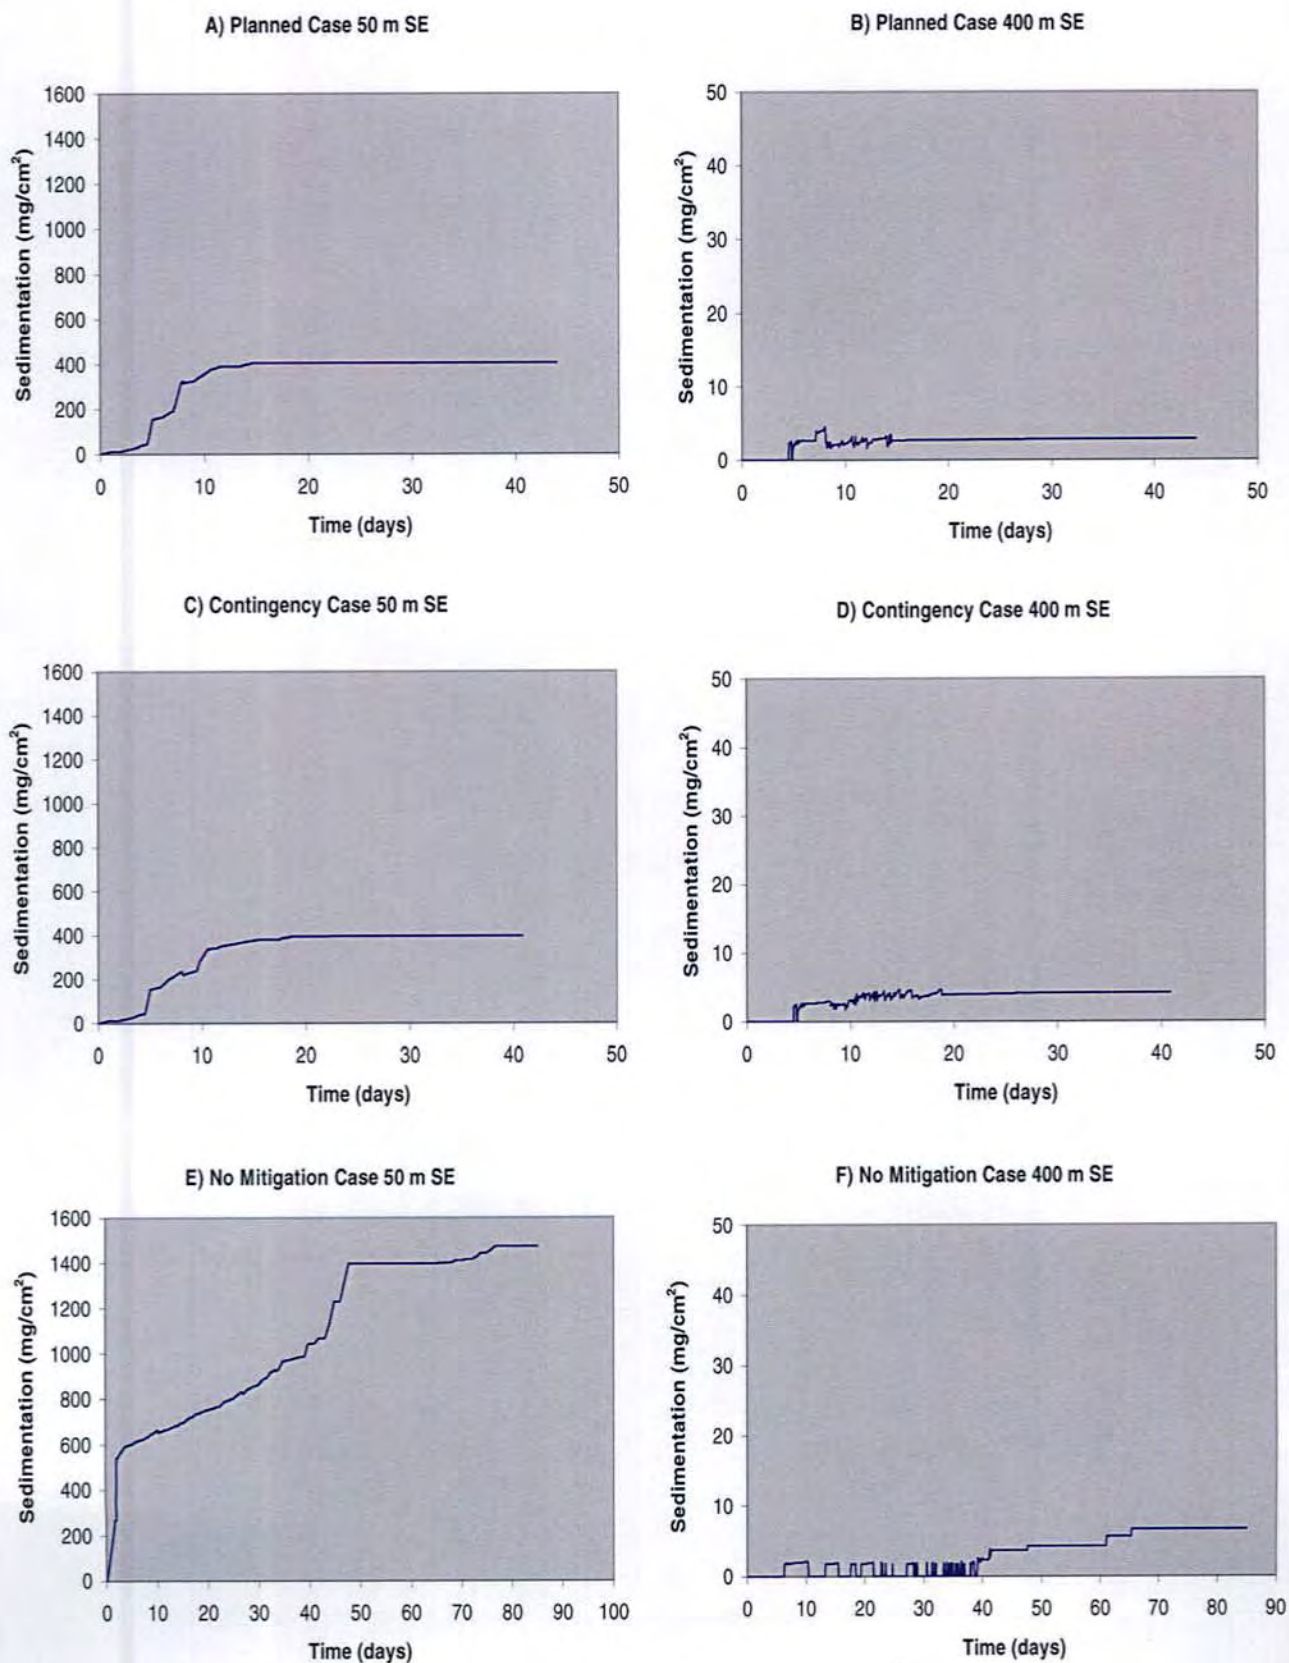 A) Planned Case 50 m SE
Sedimentation (mg/cm²)
1600
1400
1200
1000
800
600
400
200
0
0 10 20 30 40 50
Time (days)
B) Planned Case 400 m SE
Sedimentation (mg/cm²)
50
40
30
20
10
0
0 10 20 30 40 50
Time (days)
C) Contingency Case 50 m SE
Sedimentation (mg/cm²)
1600
1400
1200
1000
800
600
400
200
0
0 10 20 30 40 50
Time (days)
D) Contingency Case 400 m SE
Sedimentation (mg/cm²)
50
40
30
20
10
0
0 10 20 30 40 50
Time (days)
E) No Mitigation Case 50 m SE
Sedimentation (mg/cm²)
1600
1400
1200
1000
800
600
400
200
0
0 10 20 30 40 50 60 70 80 90 100
Time (days)
F) No Mitigation Case 400 m SE
Sedimentation (mg/cm²)
50
40
30
20
10
0
0 10 20 30 40 50 60 70 80 90
Time (days)